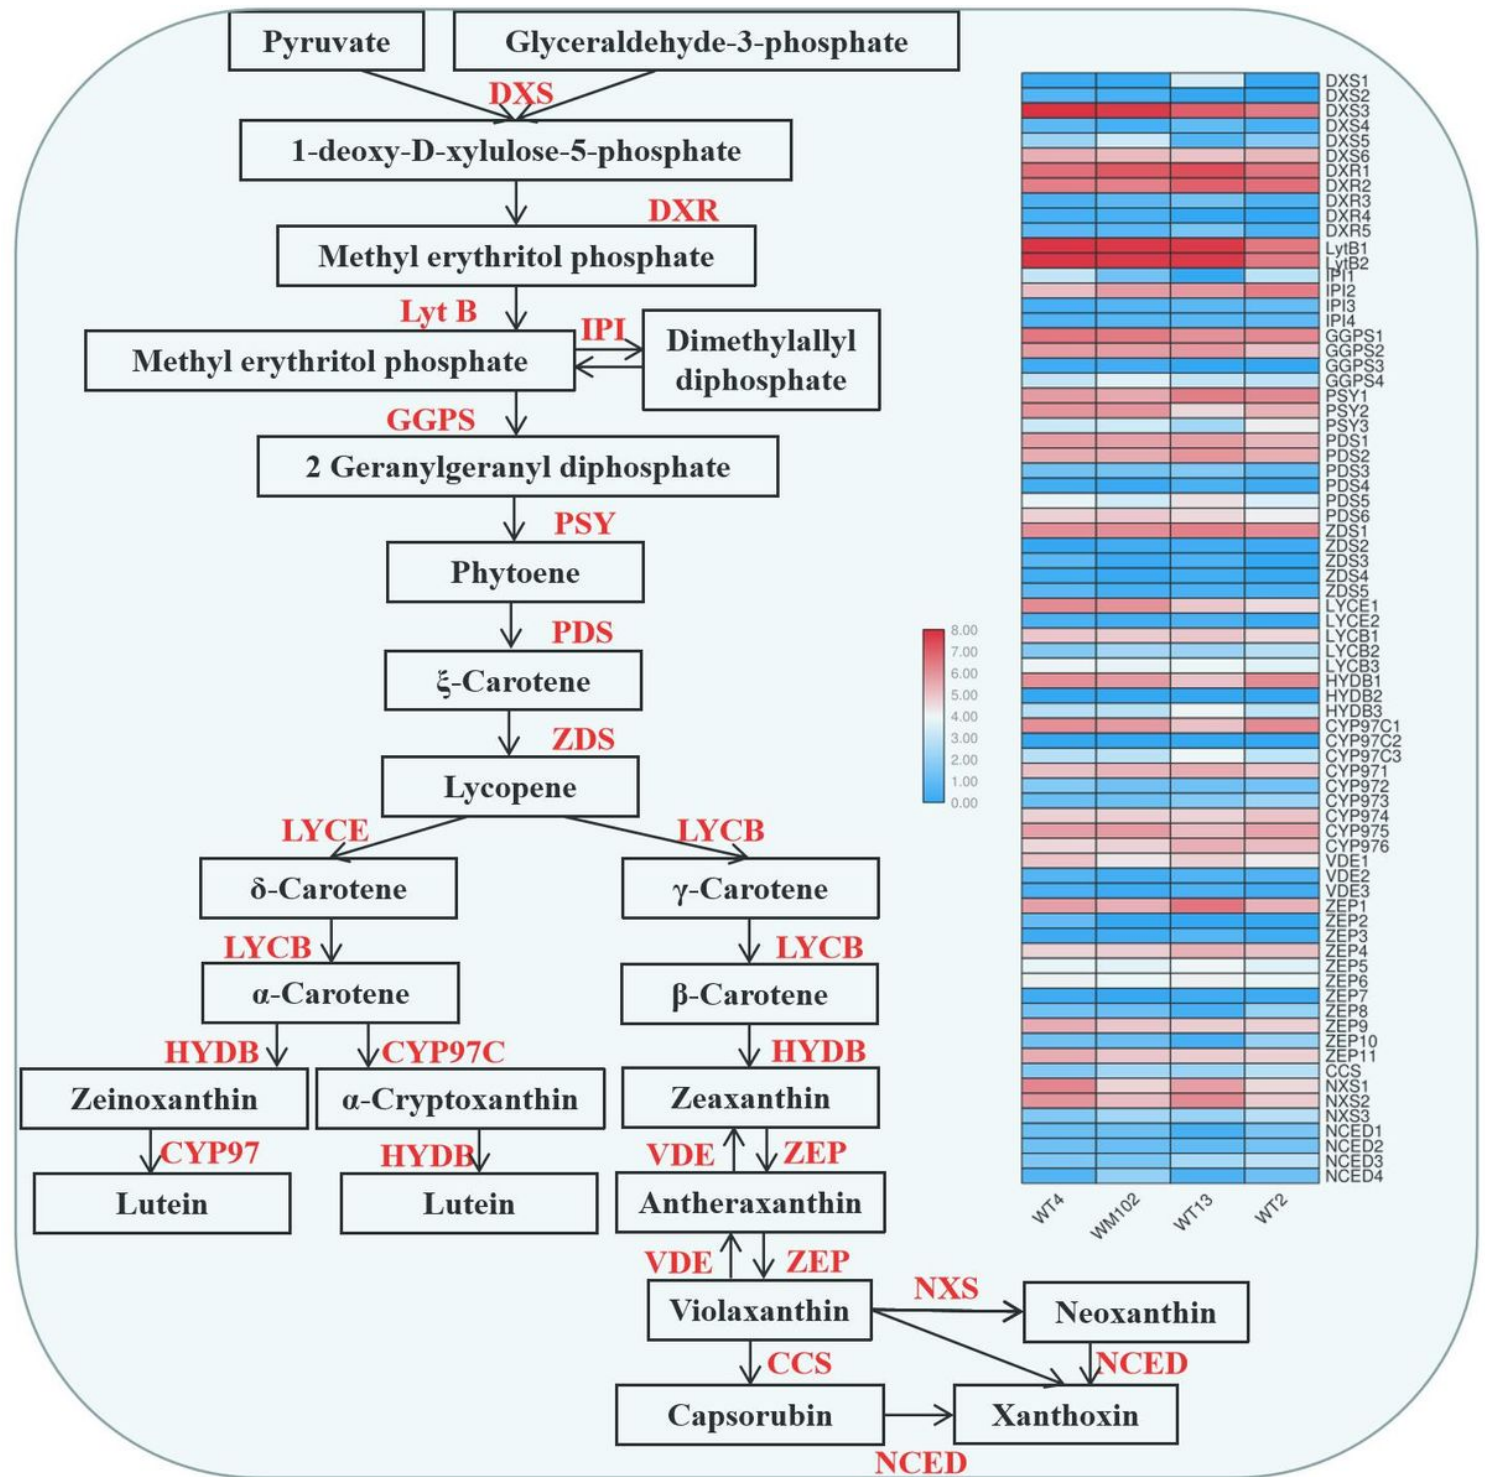 Pyruvate
Glyceraldehyde-3-phosphate
DXS
1-deoxy-D-xylulose-5-phosphate
DXR
Methyl erythritol phosphate
Lyt B
IPI
Methyl erythritol phosphate
Dimethylallyl
diphosphate
GGPS
2 Geranylgeranyl diphosphate
PSY
Phytoene
PDS
ξ-Carotene
ZDS
Lycopene
LYCE
LYCB
δ-Carotene
γ-Carotene
LYCB
LYCB
α-Carotene
β-Carotene
HYDB
CYP97C
HYDB
Zeinoxanthin
α-Cryptoxanthin
Zeaxanthin
CYP97
HYDB
VDE
ZEP
Lutein
Lutein
Antheraxanthin
VDE
ZEP
Violaxanthin
NXS
Neoxanthin
CCS
NCED
Capsorubin
Xanthoxin
NCED
8.00
7.00
6.00
5.00
4.00
3.00
2.00
1.00
0.00
DXS1
DXS2
DXS3
DXS4
DXS5
DXS6
DXR1
DXR2
DXR3
DXR4
DXR5
LytB1
LytB2
IPI1
IPI2
IPI3
IPI4
GGPS1
GGPS2
GGPS3
GGPS4
PSY1
PSY2
PSY3
PDS1
PDS2
PDS3
PDS4
PDS5
PDS6
ZDS1
ZDS2
ZDS3
ZDS4
ZDS5
LYCE1
LYCE2
LYCB1
LYCB2
LYCB3
HYDB1
HYDB2
HYDB3
CYP97C1
CYP97C2
CYP97C3
CYP971
CYP972
CYP973
CYP974
CYP975
CYP976
VDE1
VDE2
VDE3
ZEP1
ZEP2
ZEP3
ZEP4
ZEP5
ZEP6
ZEP7
ZEP8
ZEP9
ZEP10
ZEP11
CCS
NXS1
NXS2
NXS3
NCED1
NCED2
NCED3
NCED4
WT4
WM102
WT13
WT2